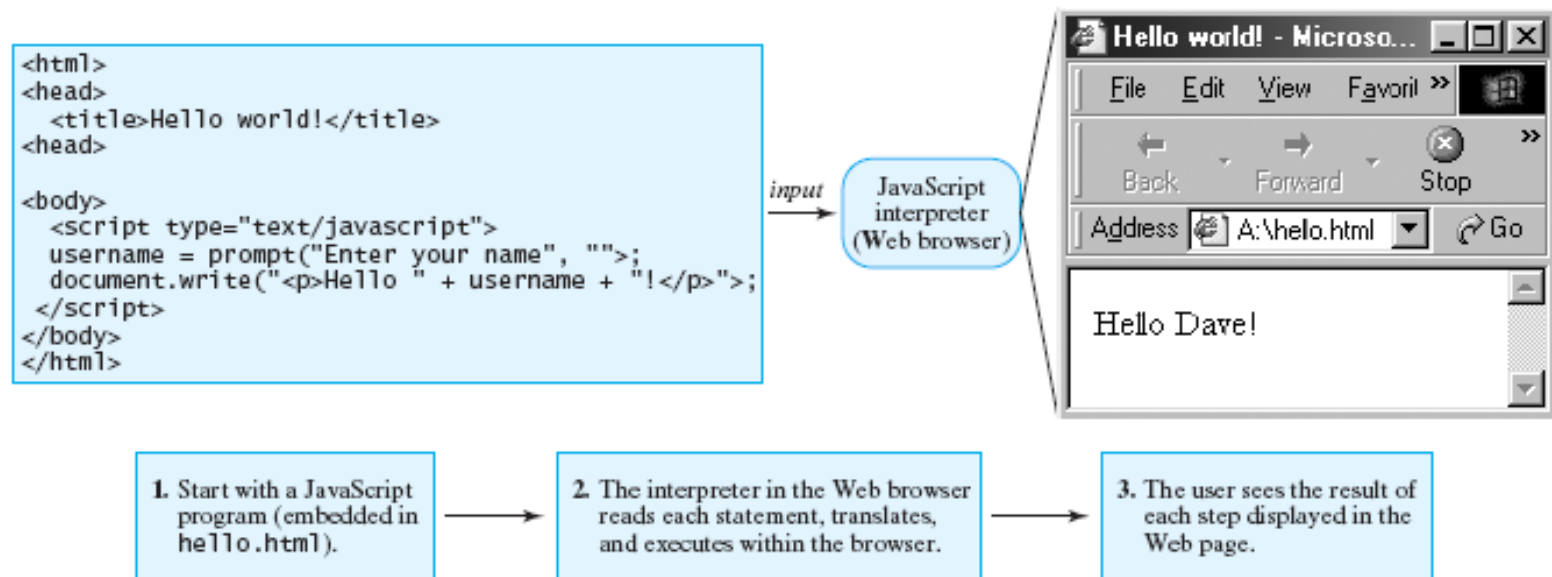 <html>
<head>
  <title>Hello world!</title>
<head>
<body>
  <script type="text/javascript">
  username = prompt("Enter your name", "">;
  document.write("<p>Hello " + username + "!</p>">;
 </script>
</body>
</html>
input
JavaScript
interpreter
(Web browser)
Hello world! - Microso...
File Edit View Favorit »
Back Forward Stop »
Address A:\helo.html Go
Hello Dave!
1. Start with a JavaScript
program (embedded in
hello.html).
2. The interpreter in the Web browser
reads each statement, translates,
and executes within the browser.
3. The user sees the result of
each step displayed in the
Web page.